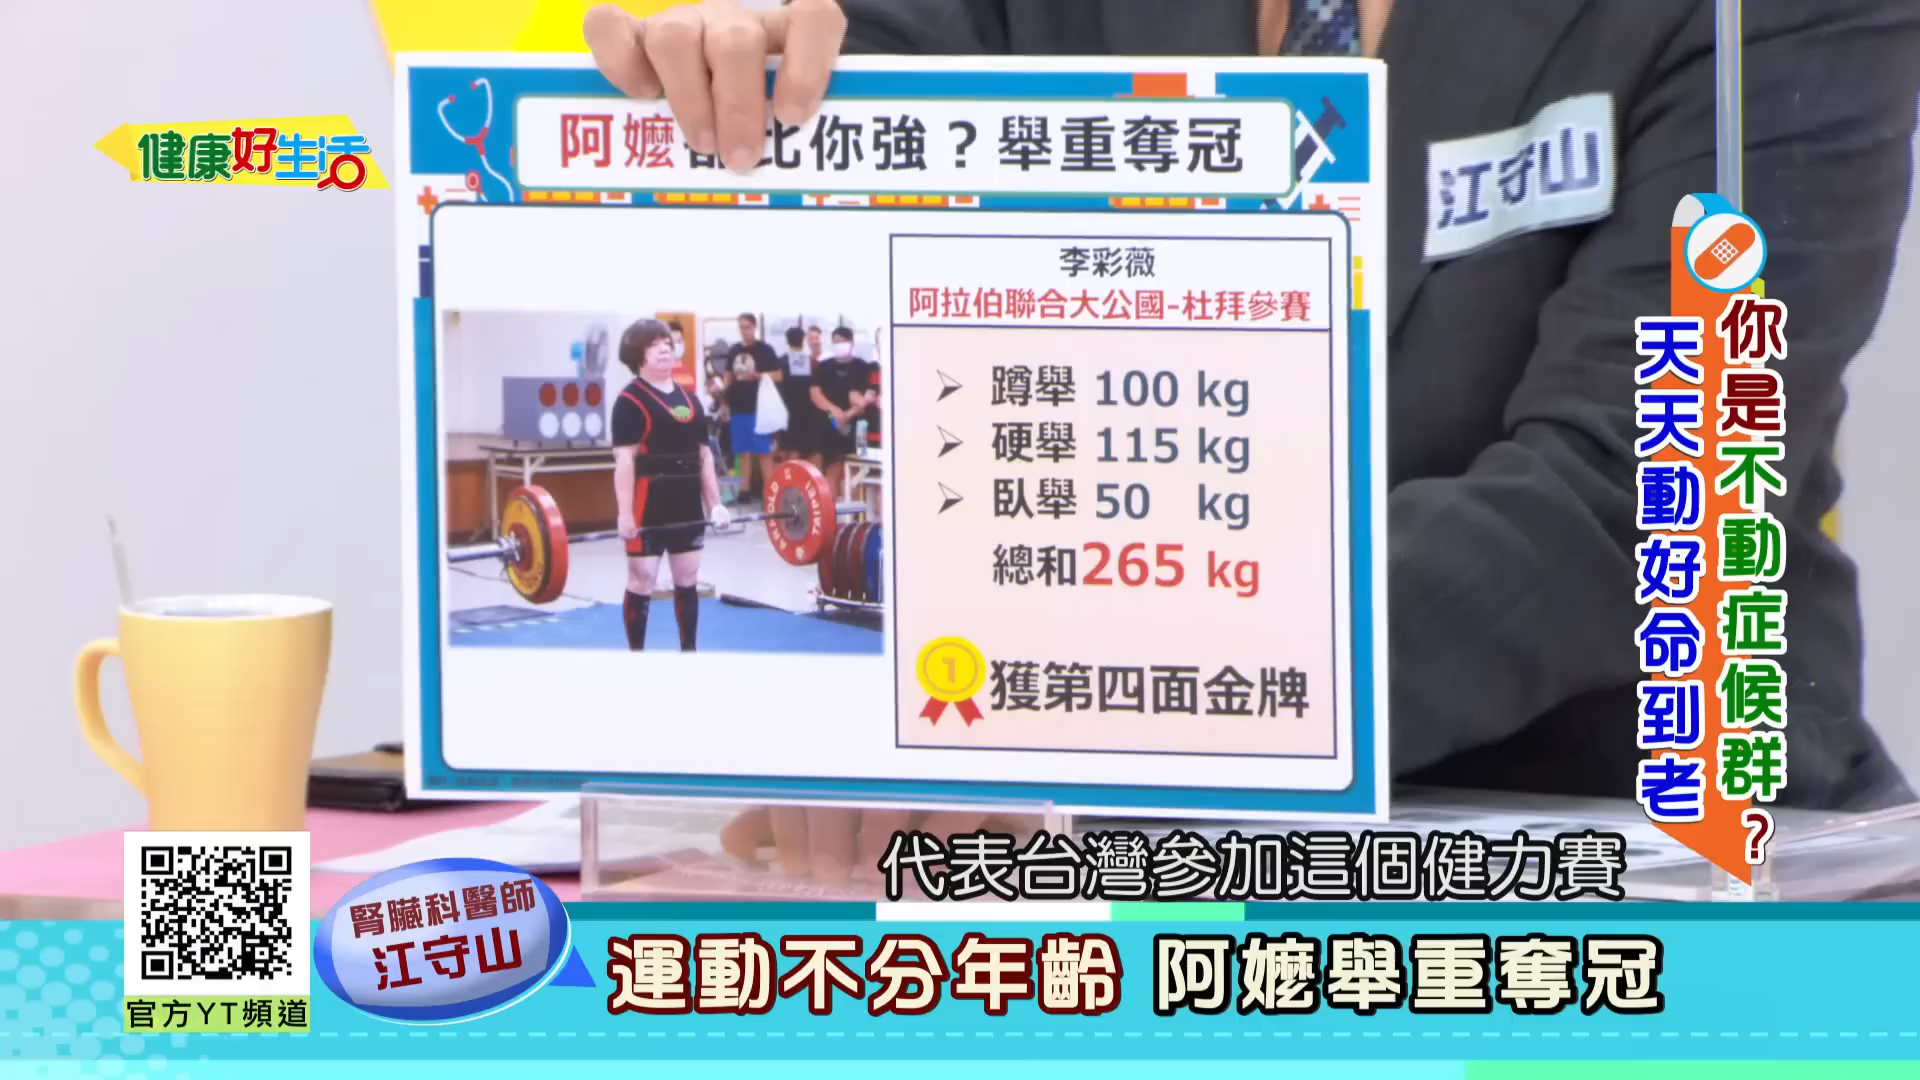 健康好生活
阿嬤都比你強？舉重奪冠
江守山
李彩薇
阿拉伯聯合大公國-杜拜參賽
蹲舉 100 kg
硬舉 115 kg
臥舉 50 kg
總和265 kg
1
獲第四面金牌
TAIPEI
你是不動症候群？
天天動好命到老
代表台灣參加這個健力賽
腎臟科醫師
江守山
運動不分年齡 阿嬤舉重奪冠
官方YT頻道